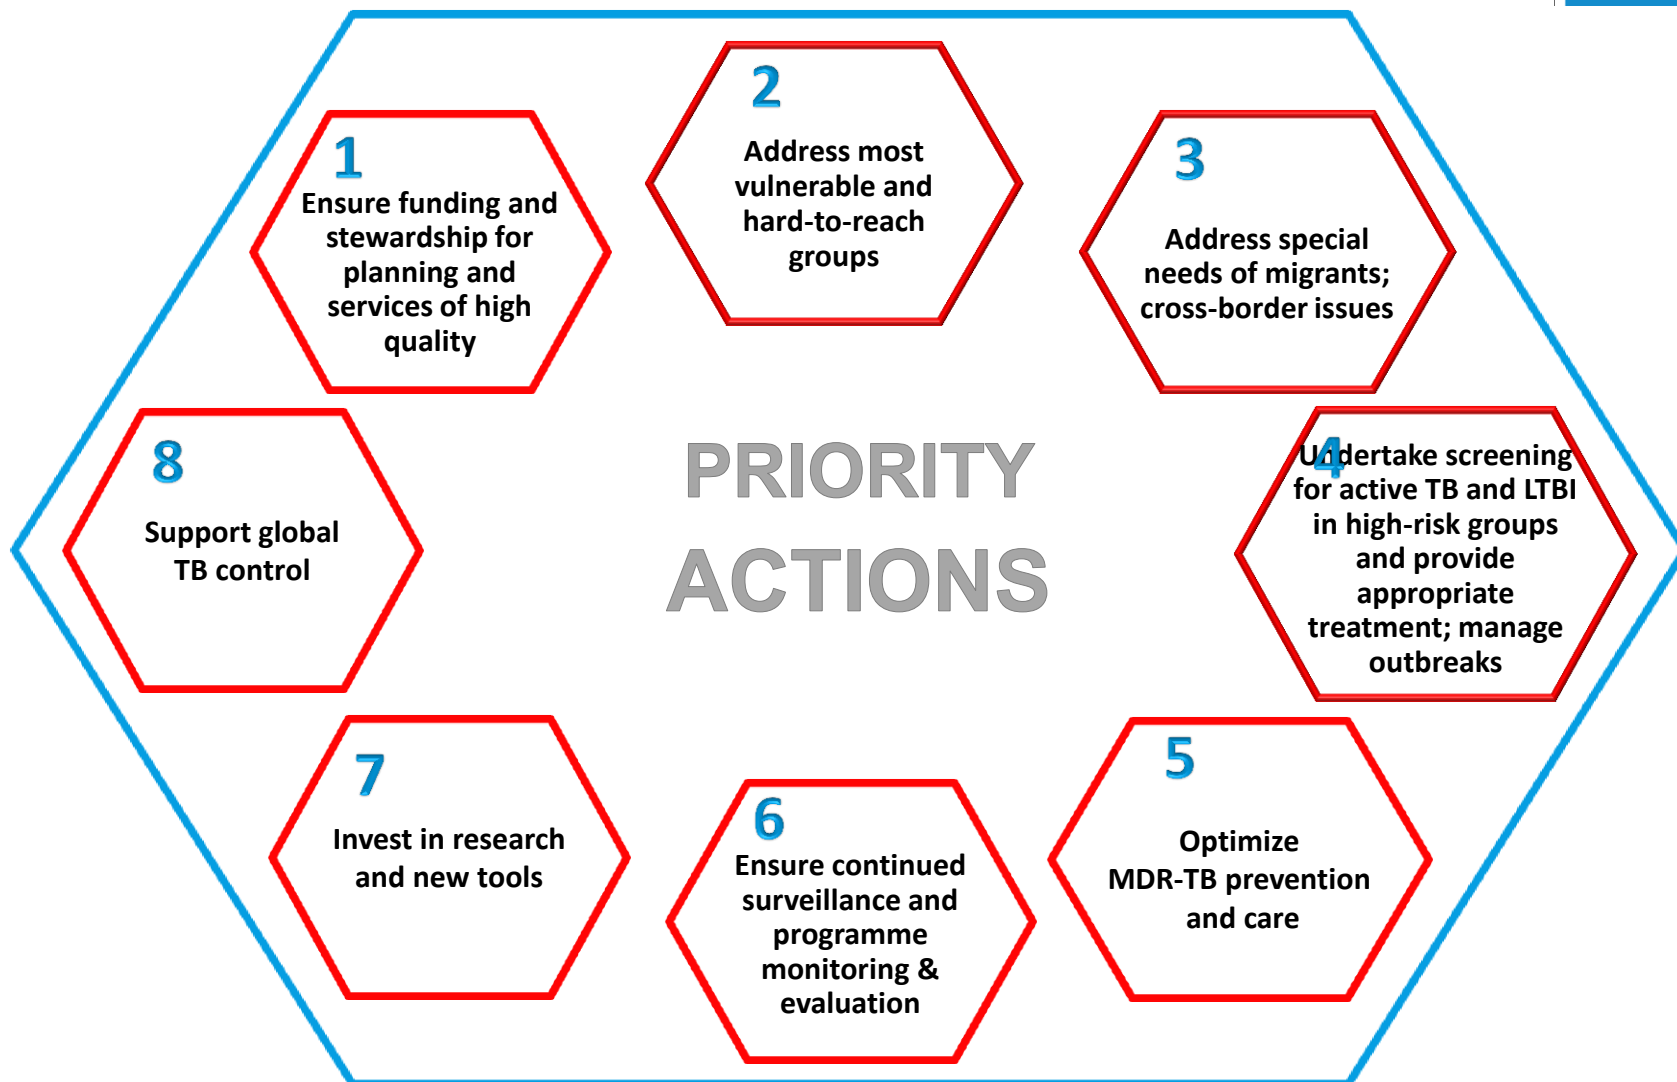 1
Ensure funding and
stewardship for
planning and
services of high
quality
2
Address most
vulnerable and
hard-to-reach
groups
3
Address special
needs of migrants;
cross-border issues
4
Undertake screening
for active TB and LTBI
in high-risk groups
and provide
appropriate
treatment; manage
outbreaks
PRIORITY
ACTIONS
5
Optimize
MDR-TB prevention
and care
6
Ensure continued
surveillance and
programme
monitoring &
evaluation
7
Invest in research
and new tools
8
Support global
TB control